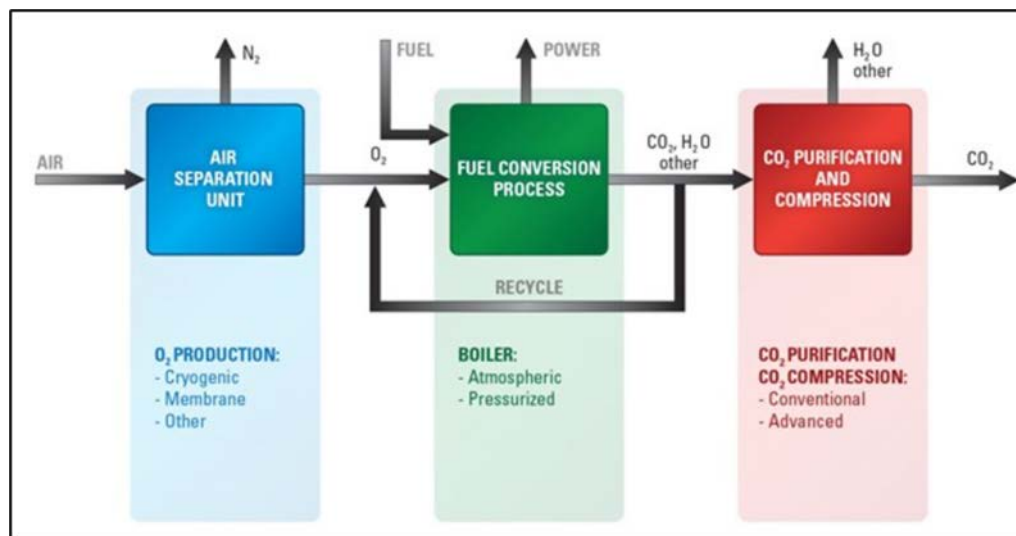 N₂
FUEL
POWER
H₂O
other
AIR
AIR
SEPARATION
UNIT
O₂
FUEL CONVERSION
PROCESS
CO₂, H₂O
other
CO₂ PURIFICATION
AND
COMPRESSION
CO₂
RECYCLE
O₂ PRODUCTION:
- Cryogenic
- Membrane
- Other
BOILER:
- Atmospheric
- Pressurized
CO₂ PURIFICATION
CO₂ COMPRESSION:
- Conventional
- Advanced